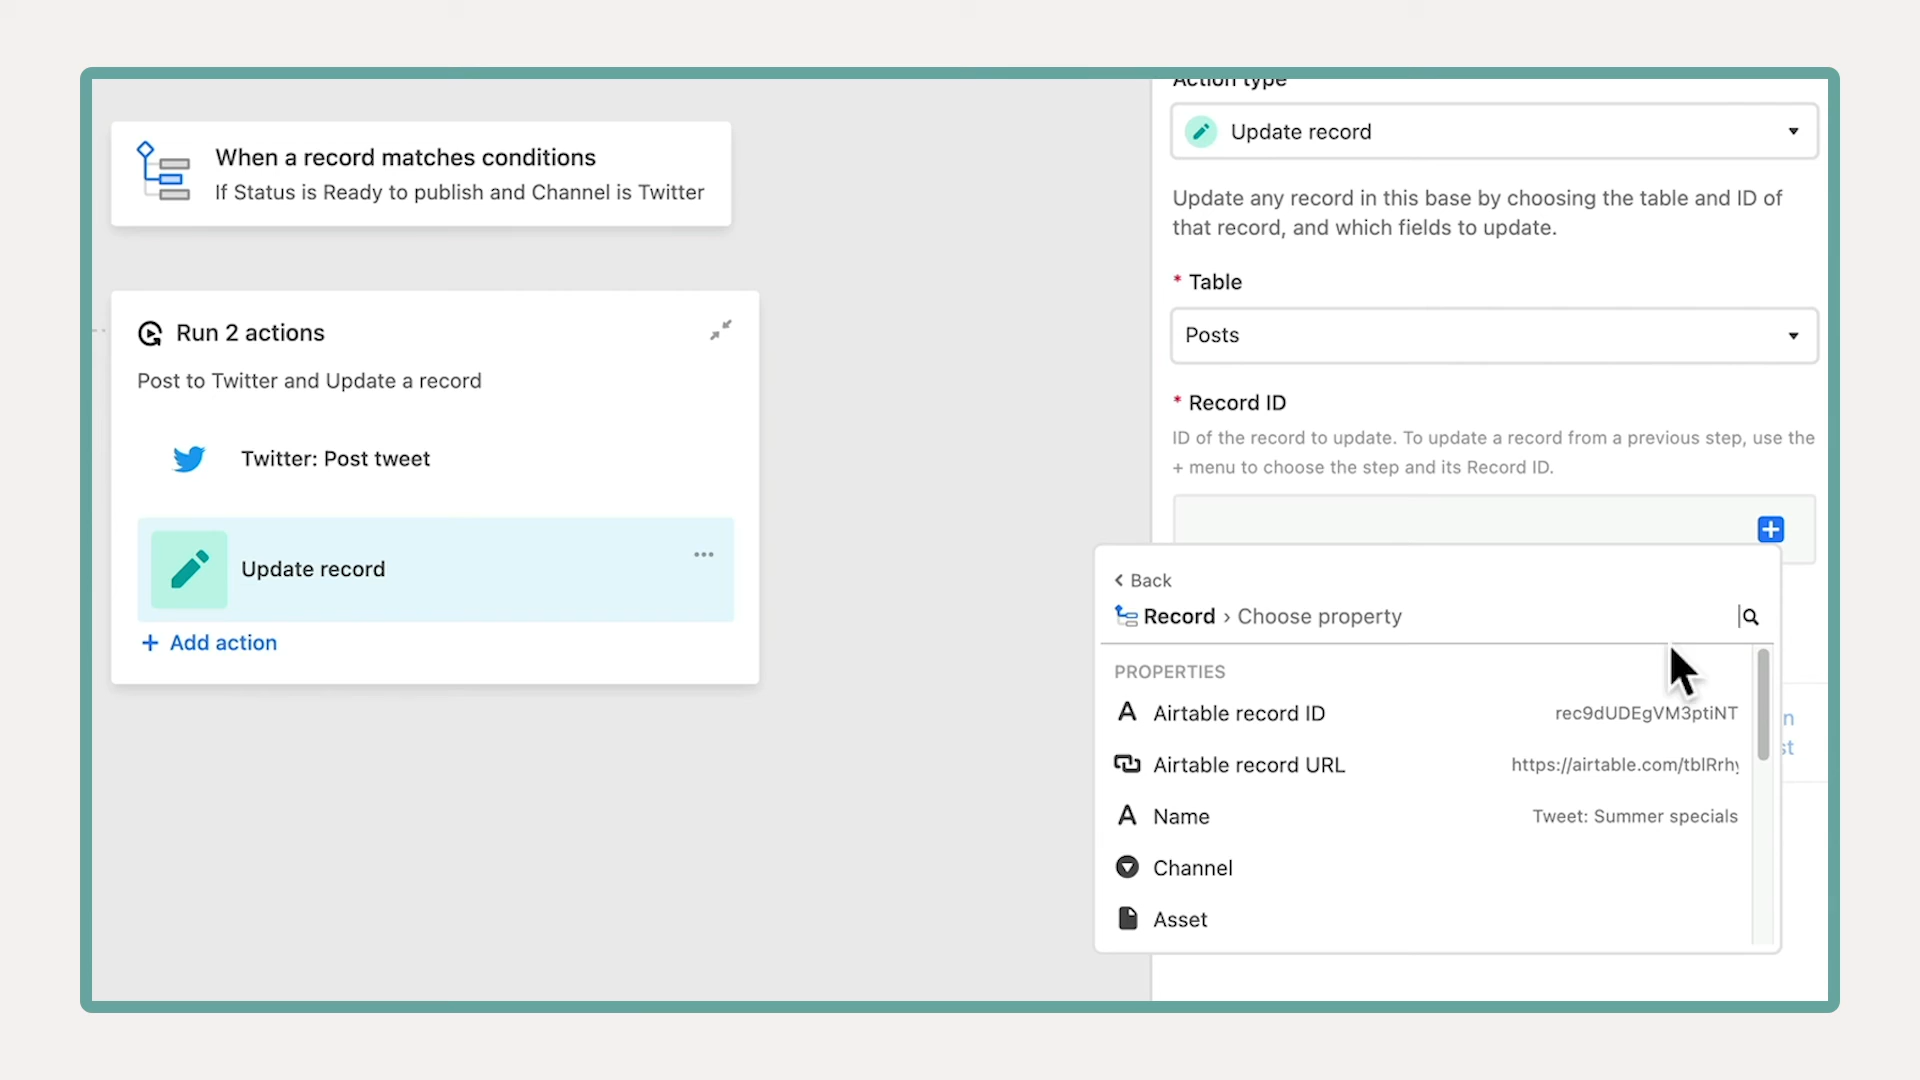 When a record matches conditions
If Status is Ready to publish and Channel is Twitter
Run 2 actions
Post to Twitter and Update a record
Twitter: Post tweet
Update record
Add action
Action type
Update record
Update any record in this base by choosing the table and ID of
that record, and which fields to update.
* Table
Posts
* Record ID
ID of the record to update. To update a record from a previous step, use the
+ menu to choose the step and its Record ID.
Back
Record › Choose property
PROPERTIES
Airtable record ID rec9dUDEgVM3ptiNT
Airtable record URL https://airtable.com/tblRrhy
Name Tweet: Summer specials
Channel
Asset